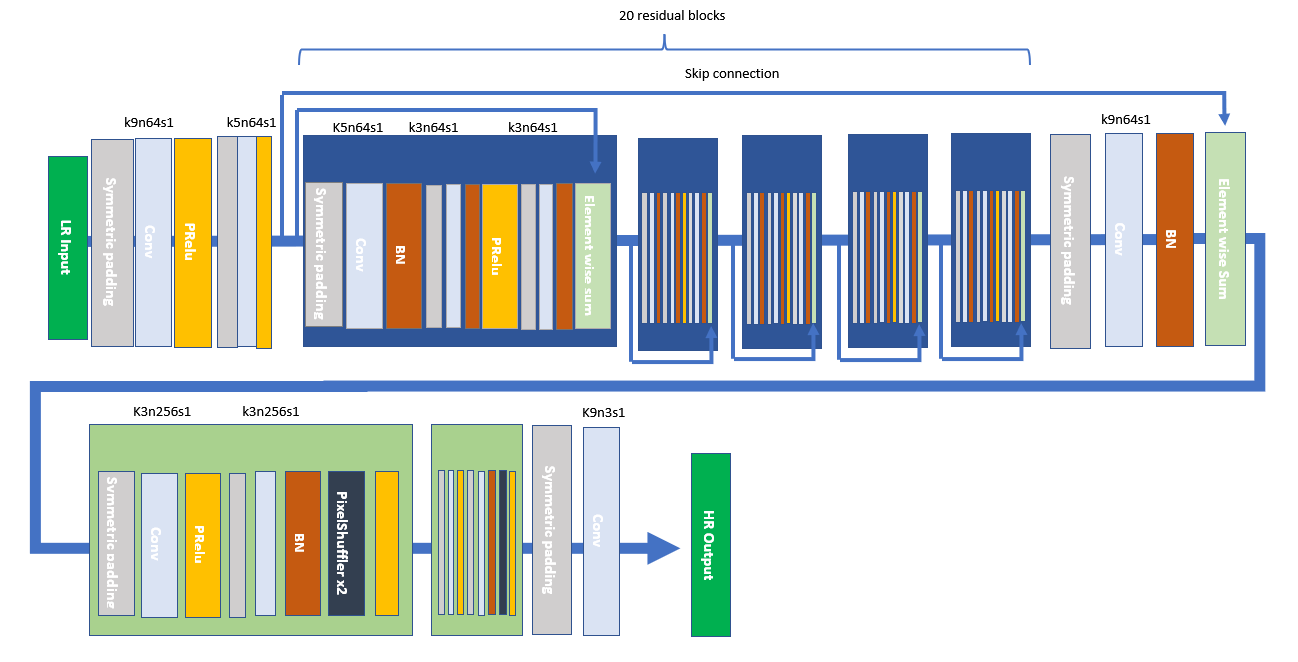 20 residual blocks
Skip connection
k9n64s1
k5n64s1
K5n64s1
k3n64s1
k3n64s1
k9n64s1
LR Input
Symmetric padding
Conv
PRelu
Symmetric padding
Conv
BN
PRelu
Element wise sum
Symmetric padding
Conv
BN
Element wise Sum
K3n256s1
k3n256s1
K9n3s1
Symmetric padding
Conv
PRelu
BN
PixelShuffler x2
Symmetric padding
Conv
HR Output